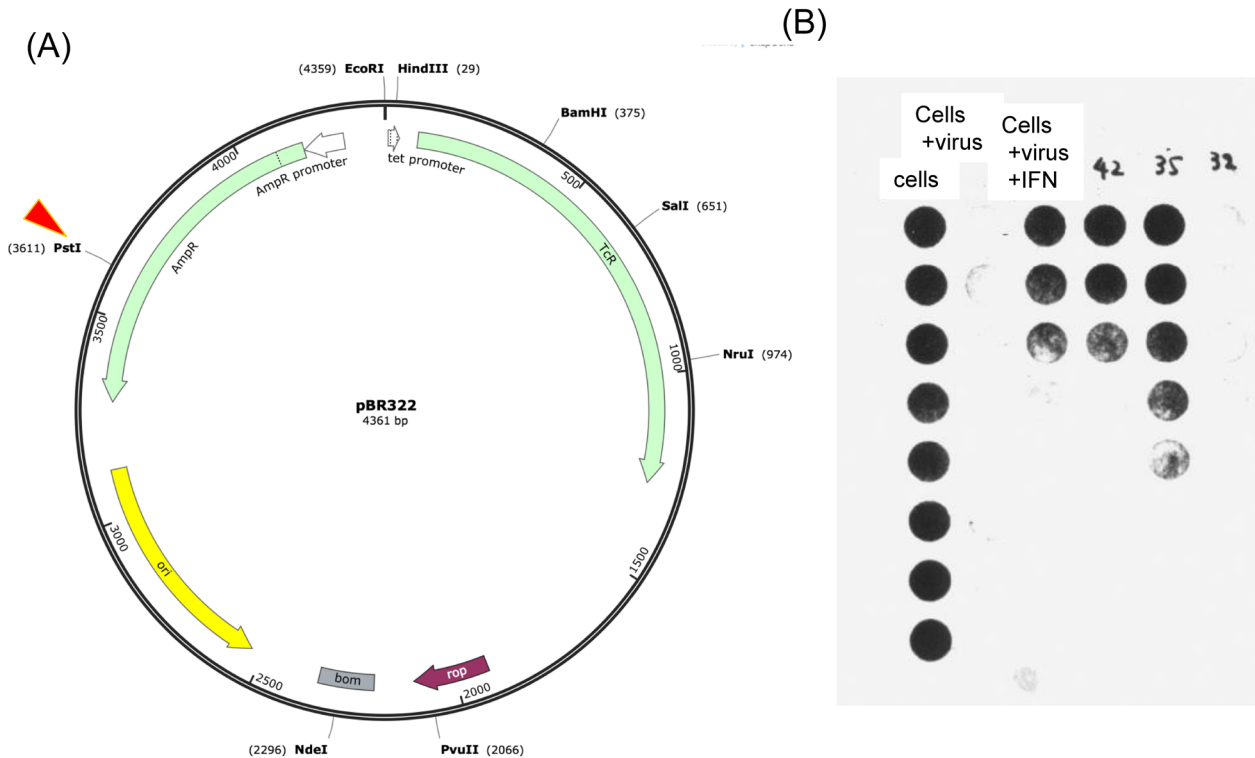 (A)
(B)
(4359) EcoRI
HindIII (29)
BamHI (375)
SalI (651)
NruI (974)
PvuII (2066)
(2296) NdeI
(3611) PstI
4000
AmpR promoter
tet promoter
500
TcR
AmpR
3500
1000
pBR322
4361 bp
3000
ori
1500
2500
bom
rop
2000
Cells
+virus
Cells
+virus
+IFN
cells
42
35
32